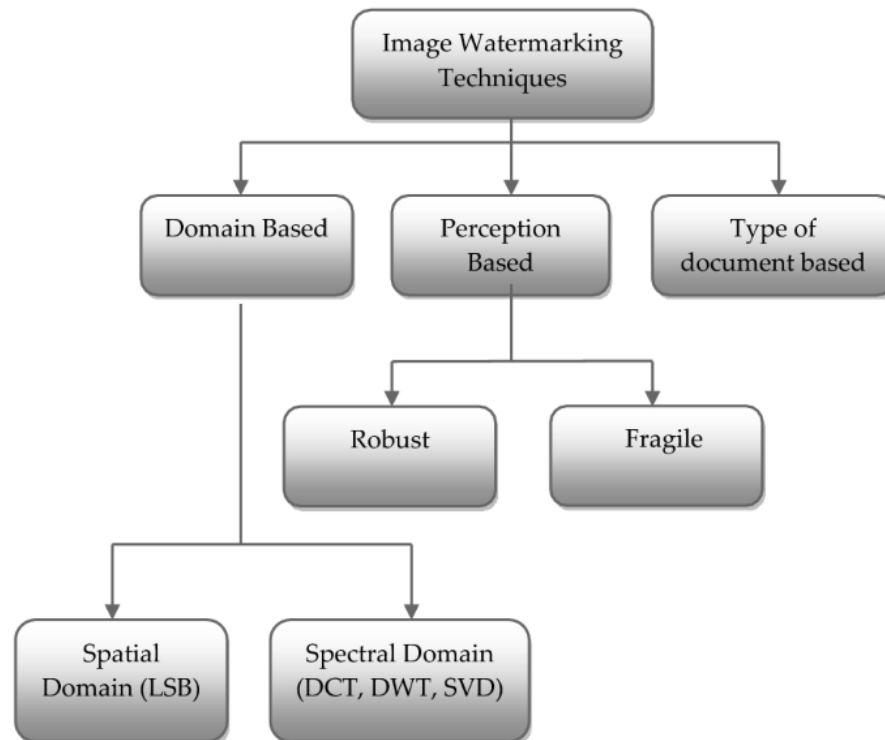 Image Watermarking
Techniques
Domain Based
Perception
Based
Type of
document based
Robust
Fragile
Spatial
Domain (LSB)
Spectral Domain
(DCT, DWT, SVD)